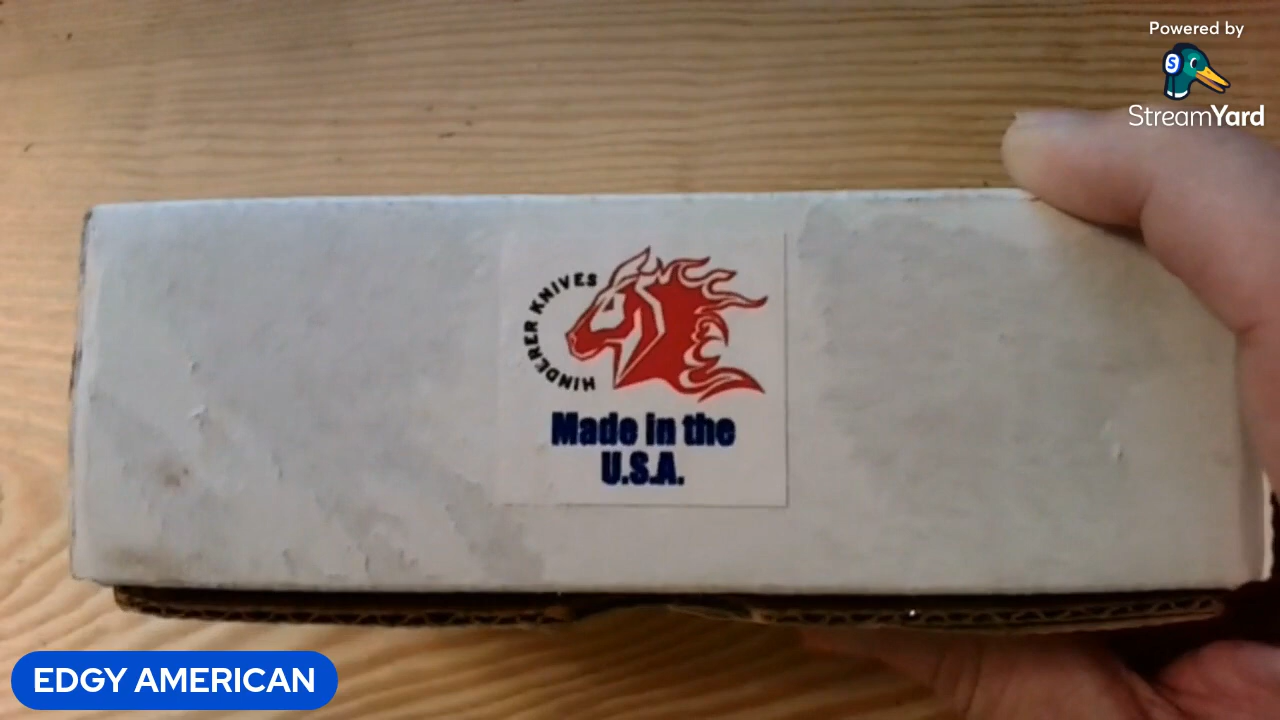 Powered by
StreamYard
HINDERER KNIVES
Made in the
U.S.A.
EDGY AMERICAN